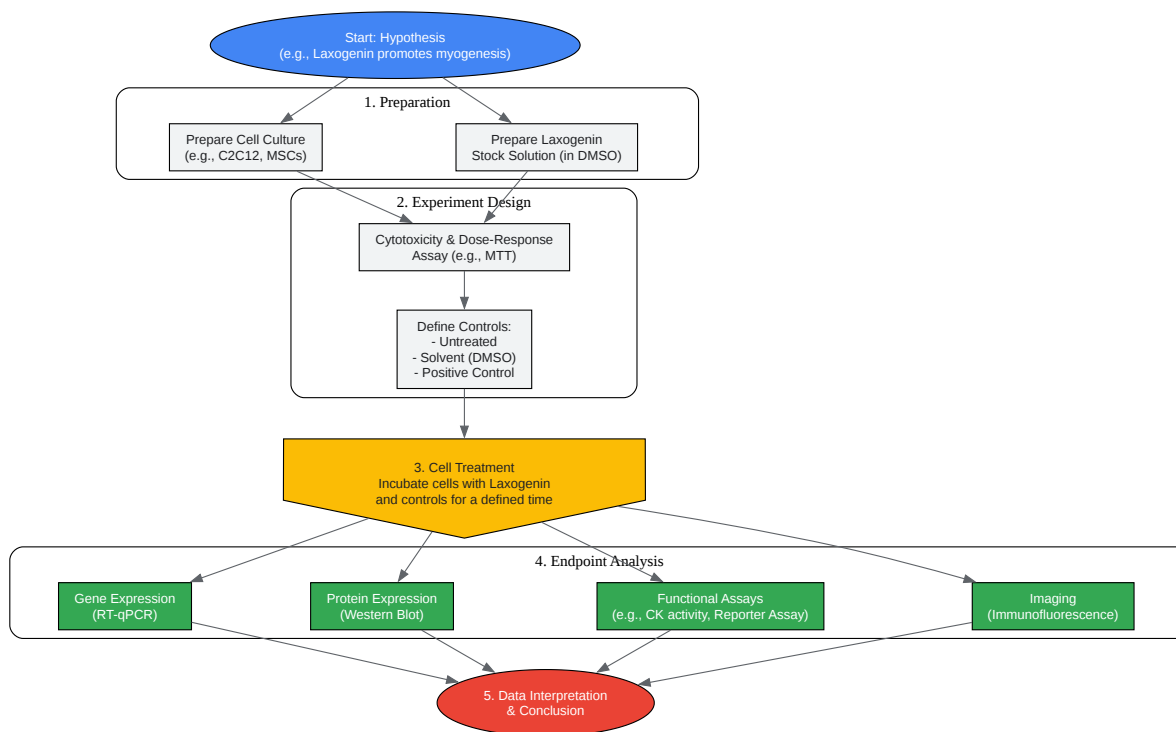 Start: Hypothesis
(e.g., Laxogenin promotes myogenesis)
1. Preparation
Prepare Cell Culture
(e.g., C2C12, MSCs)
Prepare Laxogenin
Stock Solution (in DMSO)
2. Experiment Design
Cytotoxicity & Dose-Response
Assay (e.g., MTT)
Define Controls:
- Untreated
- Solvent (DMSO)
- Positive Control
3. Cell Treatment
Incubate cells with Laxogenin
and controls for a defined time
4. Endpoint Analysis
Gene Expression
(RT-qPCR)
Protein Expression
(Western Blot)
Functional Assays
(e.g., CK activity, Reporter Assay)
Imaging
(Immunofluorescence)
5. Data Interpretation
& Conclusion